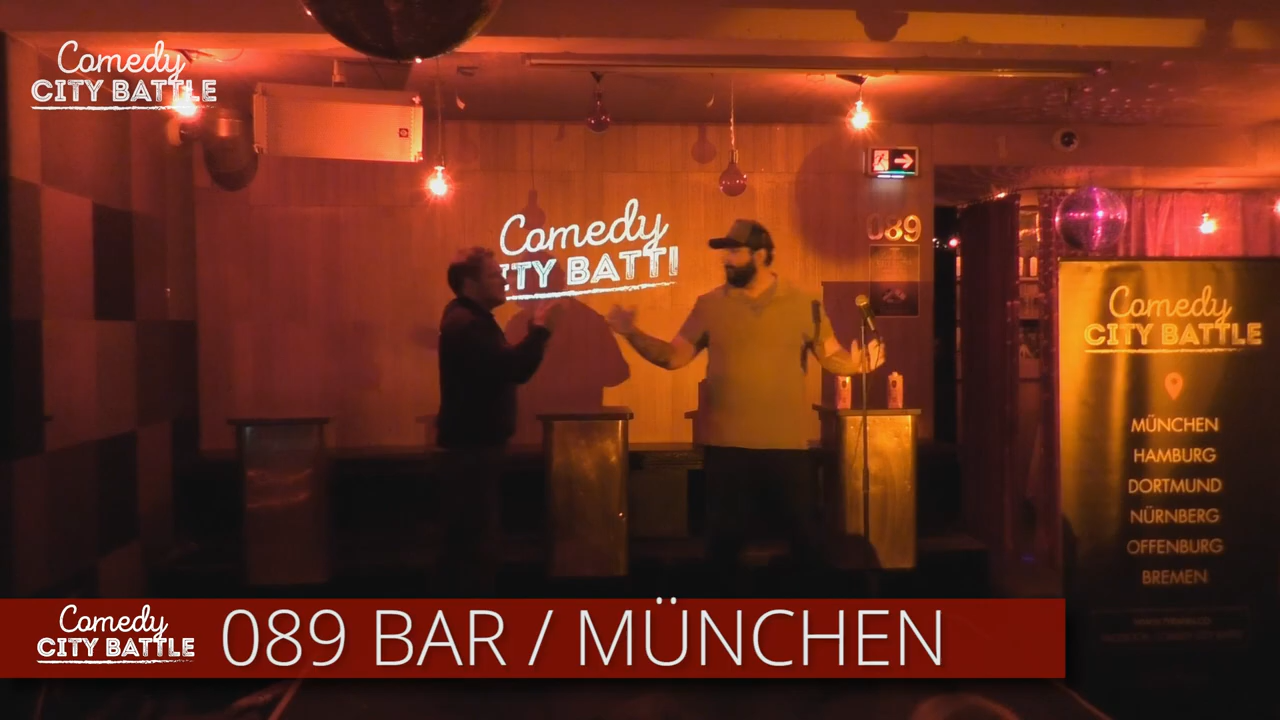 Comedy
CITY BATTLE
Comedy
CITY BATTI
089
Comedy
CITY BATTLE
MÜNCHEN
HAMBURG
DORTMUND
NÜRNBERG
OFFENBURG
BREMEN
Comedy
CITY BATTLE
089 BAR / MÜNCHEN